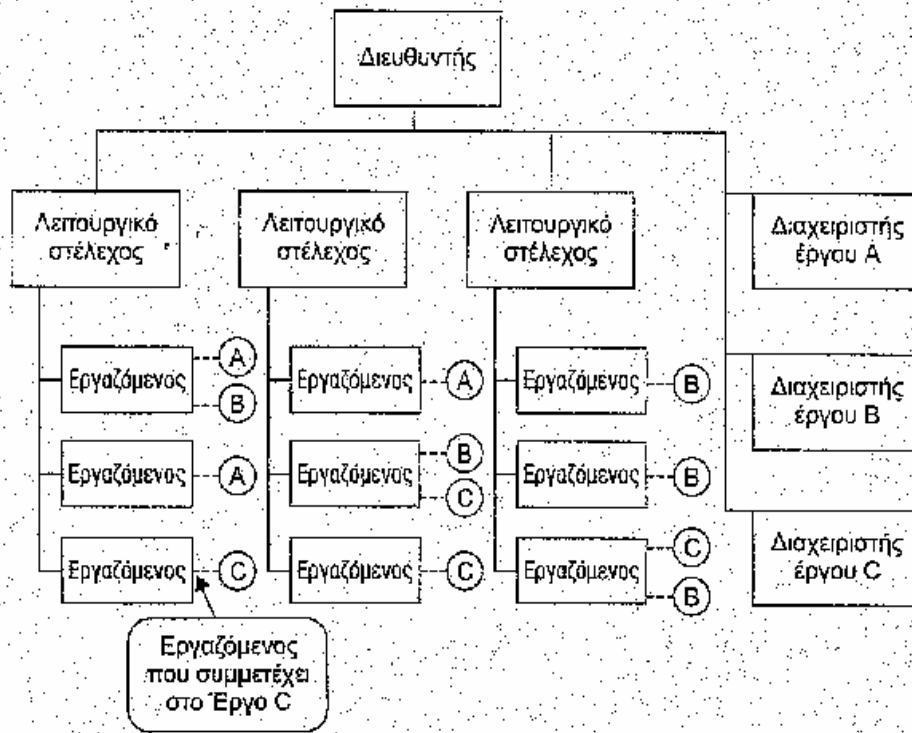 Διευθυντής
Λειτουργικό
στέλεχος
Λειτουργικό
στέλεχος
Λειτουργικό
στέλεχος
Διαχειριστής
έργου Α
Εργαζόμενος
A
B
Εργαζόμενος
A
Εργαζόμενος
B
Διαχειριστής
έργου Β
Εργαζόμενος
A
Εργαζόμενος
B
C
Εργαζόμενος
B
Εργαζόμενος
C
Εργαζόμενος
C
Εργαζόμενος
C
B
Διαχειριστής
έργου C
Εργαζόμενος
που συμμετέχει
στο Έργο C